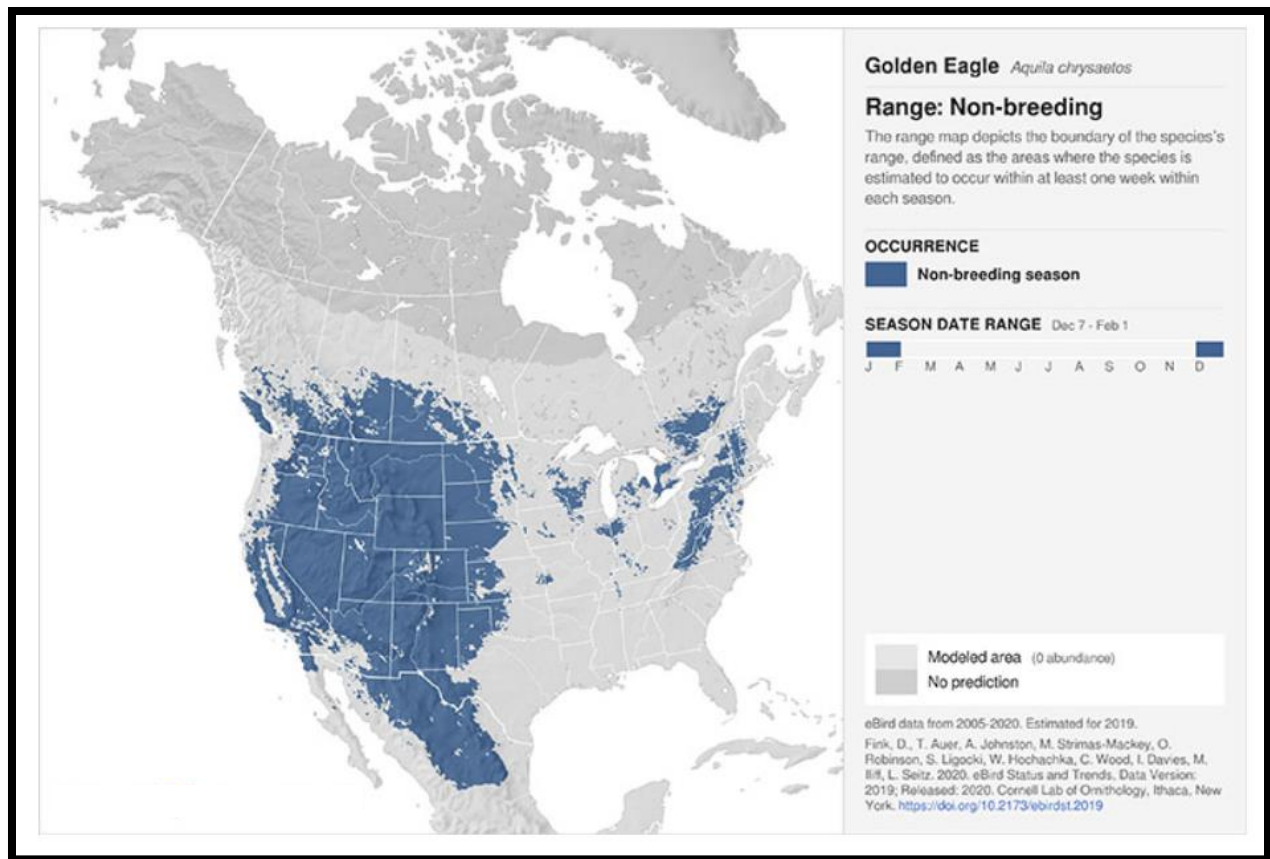 Golden Eagle Aquila chrysaetos
Range: Non-breeding
The range map depicts the boundary of the species's
range, defined as the areas where the species is
estimated to occur within at least one week within
each season.
OCCURRENCE
Non-breeding season
SEASON DATE RANGE Dec 7 - Feb 1
J F M A M J J A S O N D
Modeled area (0 abundance)
No prediction
eBird data from 2005-2020. Estimated for 2019.
Fink, D., T. Auer, A. Johnston, M. Strimas-Mackey, O.
Robinson, S. Ligocki, W. Hochachka, C. Wood, I. Davies, M.
Iliff, L. Seitz. 2020. eBird Status and Trends, Data Version:
2019; Released: 2020. Cornell Lab of Ornithology, Ithaca, New
York. https://doi.org/10.2173/ebirdst.2019